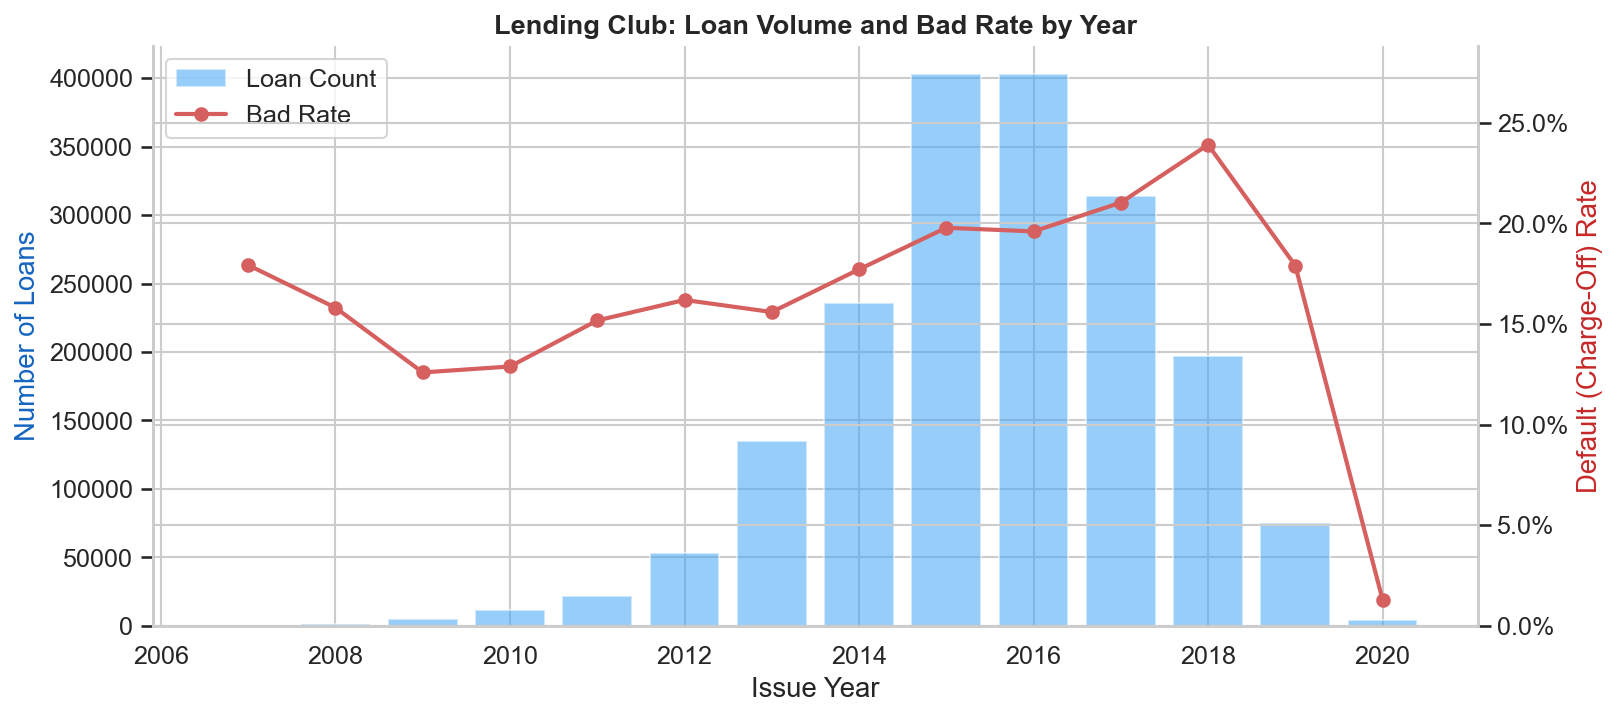 Lending Club: Loan Volume and Bad Rate by Year
Loan Count
Bad Rate
Number of Loans
400000
350000
300000
250000
200000
150000
100000
50000
0
25.0%
20.0%
15.0%
10.0%
5.0%
0.0%
Default (Charge-Off) Rate
2006 2008 2010 2012 2014 2016 2018 2020
Issue Year